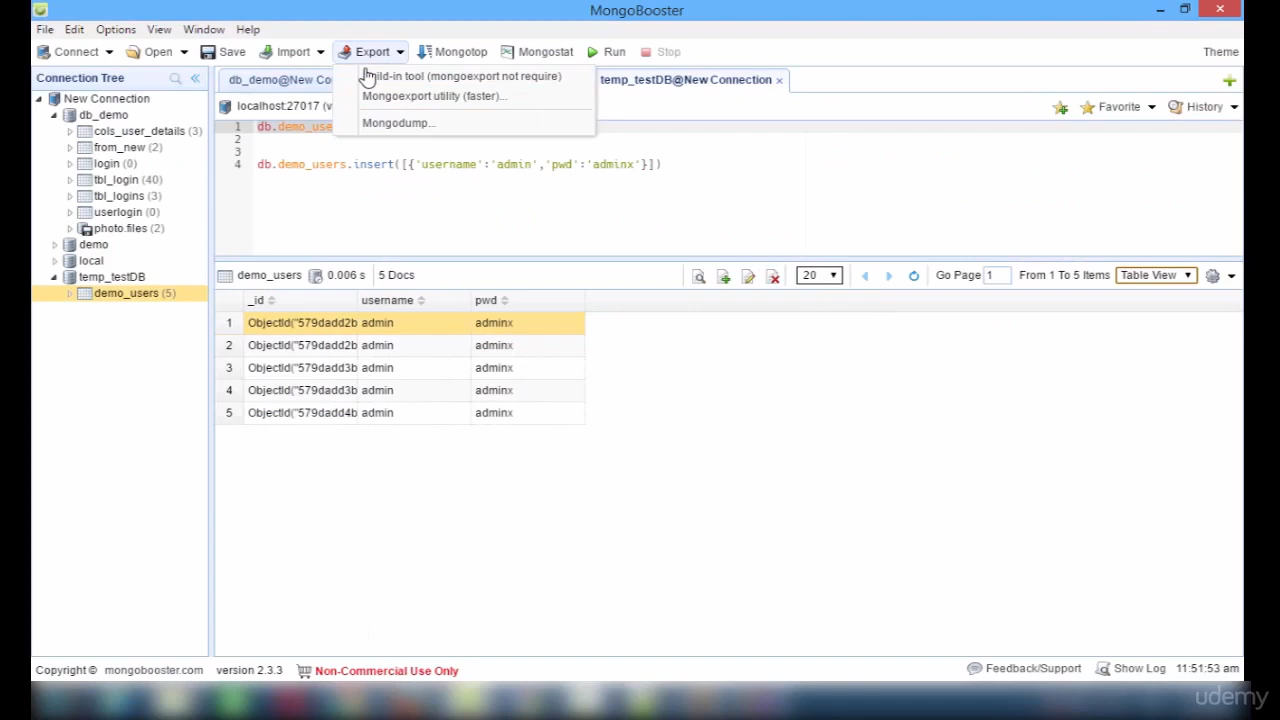 MongoBooster
File Edit Options View Window Help
Connect Open Save Import Export Mongotop Mongostat Run Stop Theme
Connection Tree
db_demo@New Co
temp_testDB@New Connection
ild-in tool (mongoexport not require)
Mongoexport utility (faster)...
Mongodump...
New Connection
db_demo
cols_user_details (3)
from_new (2)
login (0)
tbl_login (40)
tbl_logins (3)
userlogin (0)
photo.files (2)
demo
local
temp_testDB
demo_users (5)
localhost:27017 (v
Favorite History
1 db.demo_use
2
3
4 db.demo_users.insert([{'username':'admin','pwd':'adminx'}])
demo_users 0.006 s 5 Docs 20 Go Page 1 From 1 To 5 Items Table View
_id username pwd
1 ObjectId("579dadd2b admin adminx
2 ObjectId("579dadd2b admin adminx
3 ObjectId("579dadd3b admin adminx
4 ObjectId("579dadd3b admin adminx
5 ObjectId("579dadd4b admin adminx
Copyright © mongobooster.com version 2.3.3 Non-Commercial Use Only Feedback/Support Show Log 11:51:53 am
udemy